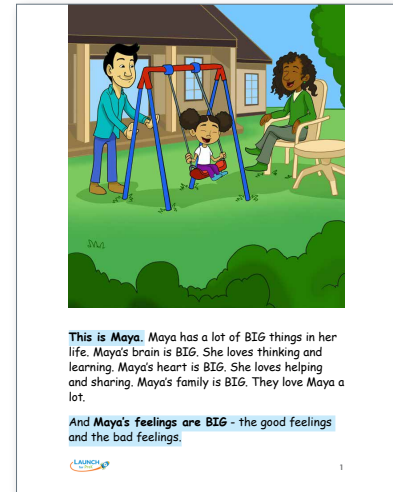 This is Maya. Maya has a lot of BIG things in her
life. Maya's brain is BIG. She loves thinking and
learning. Maya's heart is BIG. She loves helping
and sharing. Maya's family is BIG. They love Maya a
lot.
And Maya's feelings are BIG - the good feelings
and the bad feelings.
LAUNCH
1